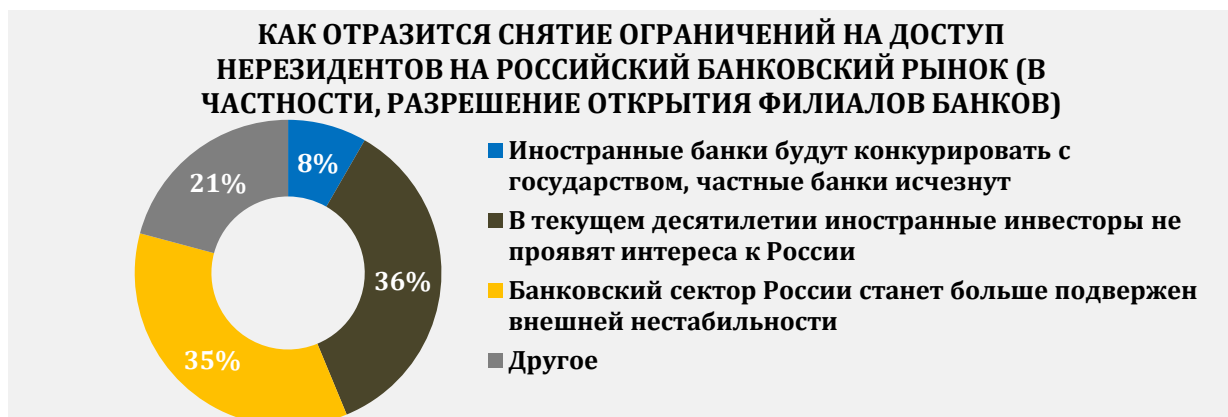 КАК ОТРАЗИТСЯ СНЯТИЕ ОГРАНИЧЕНИЙ НА ДОСТУП
НЕРЕЗИДЕНТОВ НА РОССИЙСКИЙ БАНКОВСКИЙ РЫНОК (В
ЧАСТНОСТИ, РАЗРЕШЕНИЕ ОТКРЫТИЯ ФИЛИАЛОВ БАНКОВ)
8%
36%
35%
21%
Иностранные банки будут конкурировать с
государством, частные банки исчезнут
В текущем десятилетии иностранные инвесторы не
проявят интереса к России
Банковский сектор России станет больше подвержен
внешней нестабильности
Другое